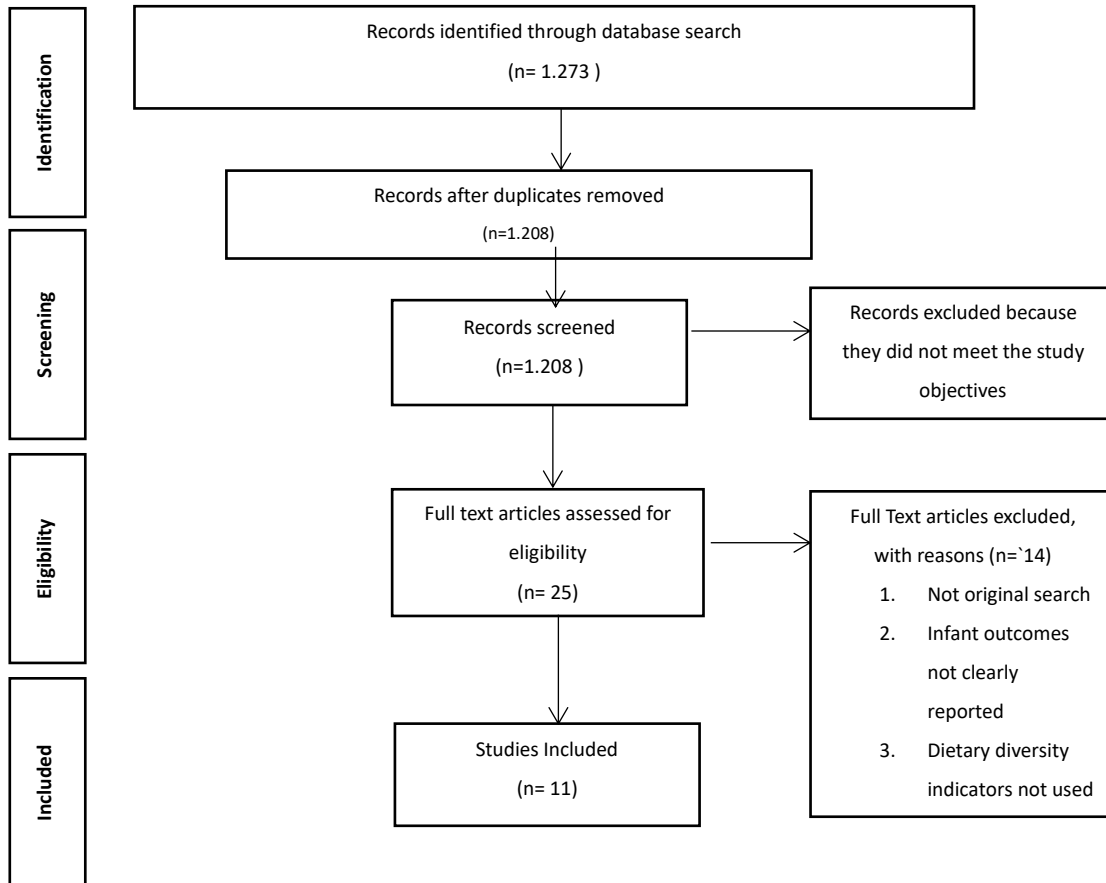 Identification
Records identified through database search
(n= 1.273 )
Records after duplicates removed
(n=1.208)
Screening
Records screened
(n=1.208 )
Records excluded because
they did not meet the study
objectives
Eligibility
Full text articles assessed for
eligibility
(n= 25)
Full Text articles excluded,
with reasons (n=`14)
1. Not original search
2. Infant outcomes
not clearly
reported
3. Dietary diversity
indicators not used
Included
Studies Included
(n= 11)